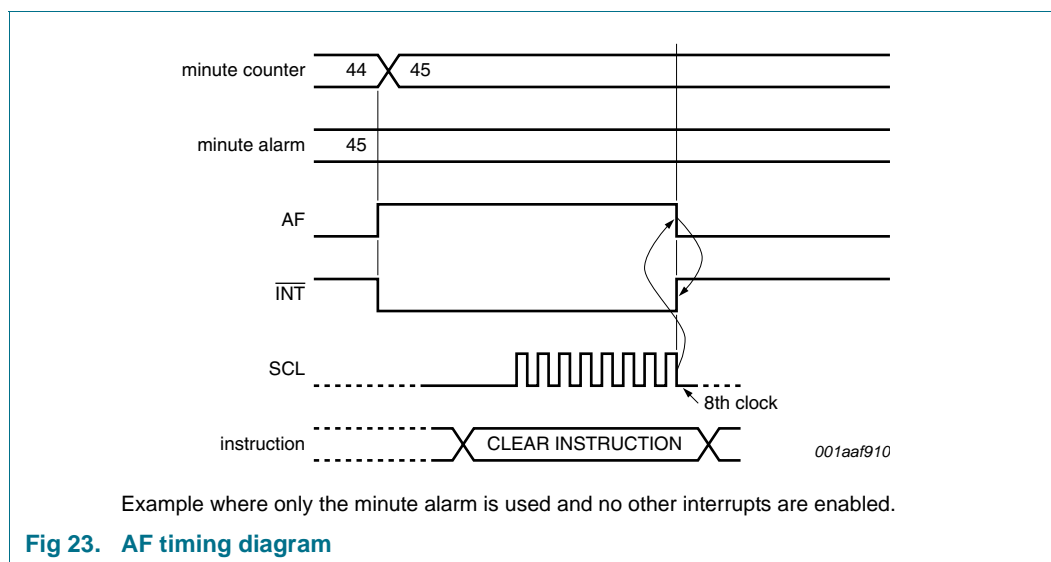 minute counter 44 45
minute alarm 45
AF
INT
SCL
8th clock
instruction CLEAR INSTRUCTION 001aaf910
Example where only the minute alarm is used and no other interrupts are enabled.
Fig 23. AF timing diagram